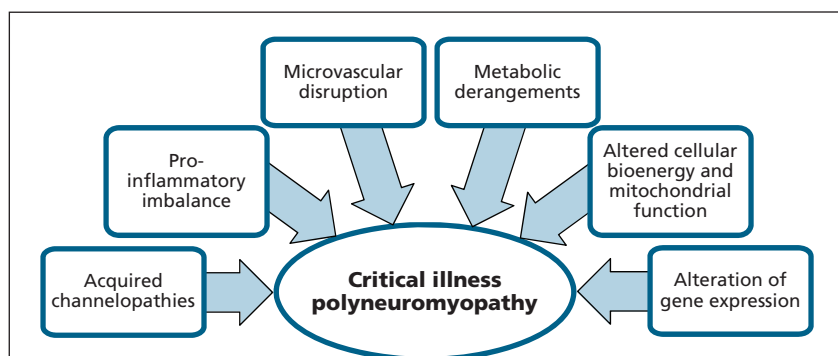 Microvascular
disruption
Metabolic
derangements
Pro-
inflammatory
imbalance
Altered cellular
bioenergy and
mitochondrial
function
Acquired
channelopathies
Critical illness
polyneuromyopathy
Alteration of
gene expression